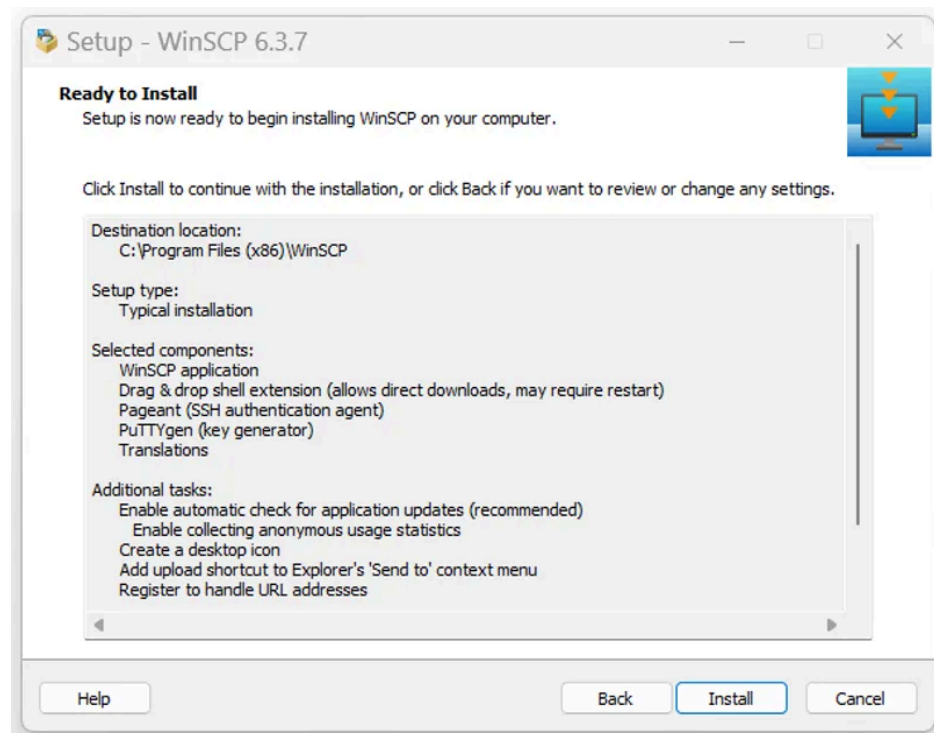 Setup - WinSCP 6.3.7
Ready to Install
Setup is now ready to begin installing WinSCP on your computer.
Click Install to continue with the installation, or click Back if you want to review or change any settings.
Destination location:
C:\Program Files (x86)\WinSCP
Setup type:
Typical installation
Selected components:
WinSCP application
Drag & drop shell extension (allows direct downloads, may require restart)
Pageant (SSH authentication agent)
PuTTYgen (key generator)
Translations
Additional tasks:
Enable automatic check for application updates (recommended)
Enable collecting anonymous usage statistics
Create a desktop icon
Add upload shortcut to Explorer's 'Send to' context menu
Register to handle URL addresses
Help
Back
Install
Cancel